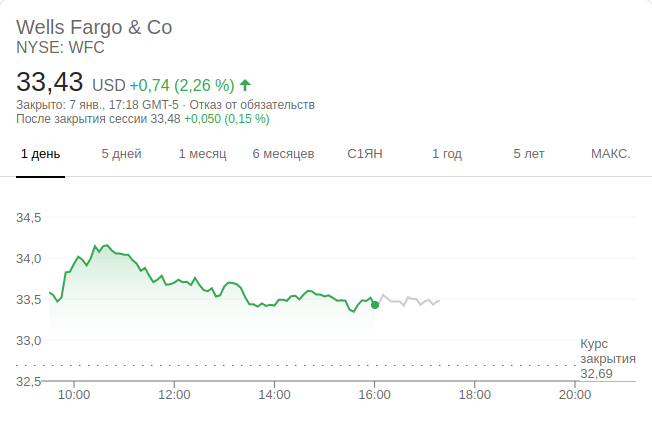 Wells Fargo & Co
NYSE: WFC
33,43 USD +0,74 (2,26 %)
Закрыто: 7 янв., 17:18 GMT-5 · Отказ от обязательств
После закрытия сессии 33,48 +0,050 (0,15 %)
1 день 5 дней 1 месяц 6 месяцев С1ЯН 1 год 5 лет МАКС.
34,5
34,0
33,5
33,0
Курс
закрытия
32,69
32,5
10:00 12:00 14:00 16:00 18:00 20:00